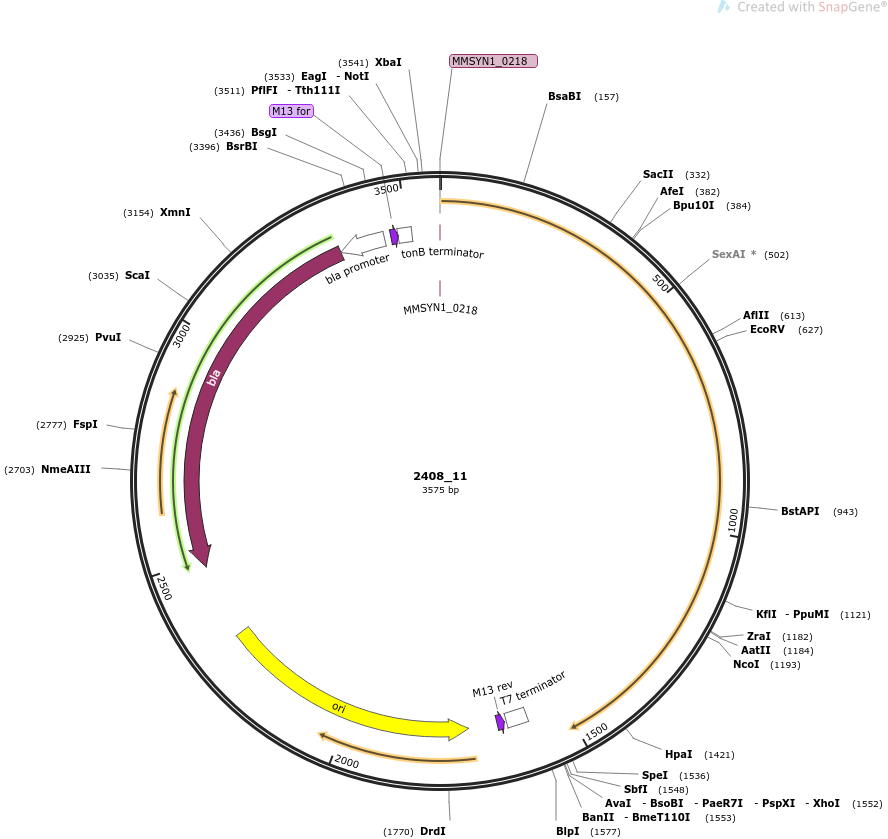 Created with SnapGene®
(3541) XbaI
MMSYN1_0218
(3533) EagI - NotI
(3511) PflFI - Tth111I
BsaBI (157)
M13 for
(3436) BsgI
(3396) BsrBI
SacII (332)
3500
AfeI (382)
Bpu10I (384)
(3154) XmnI
tonB terminator
bla promoter
SexAI * (502)
(3035) ScaI
500
MMSYN1_0218
AflII (613)
EcoRV (627)
(2925) PvuI
3000
bla
(2777) FspI
(2703) NmeAIII
2408_11
3575 bp
BstAPI (943)
1000
2500
KflI - PpuMI (1121)
ZraI (1182)
AatII (1184)
NcoI (1193)
M13 rev
T7 terminator
ori
1500
HpaI (1421)
2000
SpeI (1536)
SbfI (1548)
AvaI - BsoBI - PaeR7I - PspXI - XhoI (1552)
BanII - BmeT110I (1553)
(1770) DrdI
BlpI (1577)